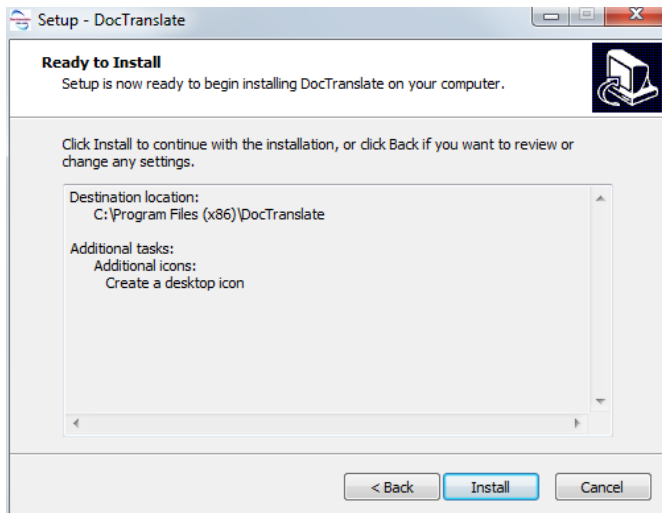 Setup - DocTranslate
Ready to Install
Setup is now ready to begin installing DocTranslate on your computer.
Click Install to continue with the installation, or click Back if you want to review or
change any settings.
Destination location:
C:\Program Files (x86)\DocTranslate
Additional tasks:
Additional icons:
Create a desktop icon
< Back
Install
Cancel